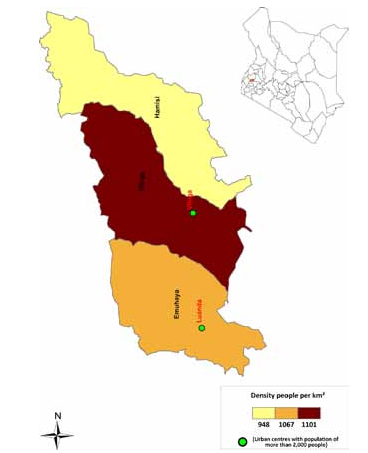 Hamisi
Vihiga
Vihiga
Emuhaya
Luanda
N
Density people per km²
948 1067 1101
(Urban centres with population of
more than 2,000 people)